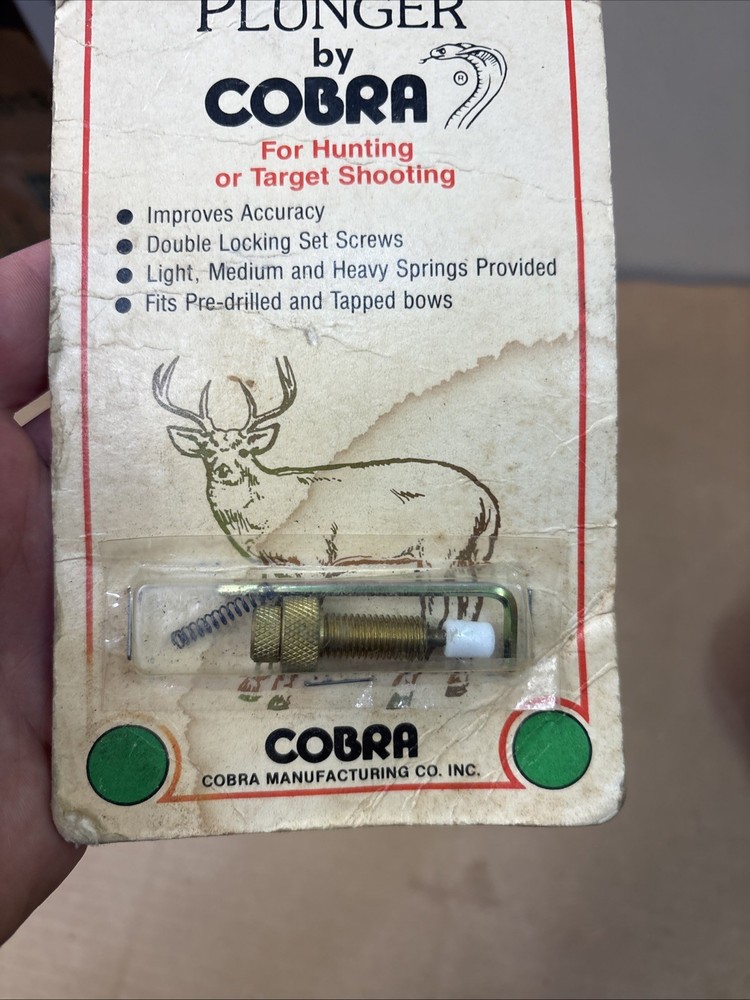 PLUNGER
by
COBRA ®
For Hunting
or Target Shooting
● Improves Accuracy
● Double Locking Set Screws
● Light, Medium and Heavy Springs Provided
● Fits Pre-drilled and Tapped bows
COBRA
COBRA MANUFACTURING CO. INC.